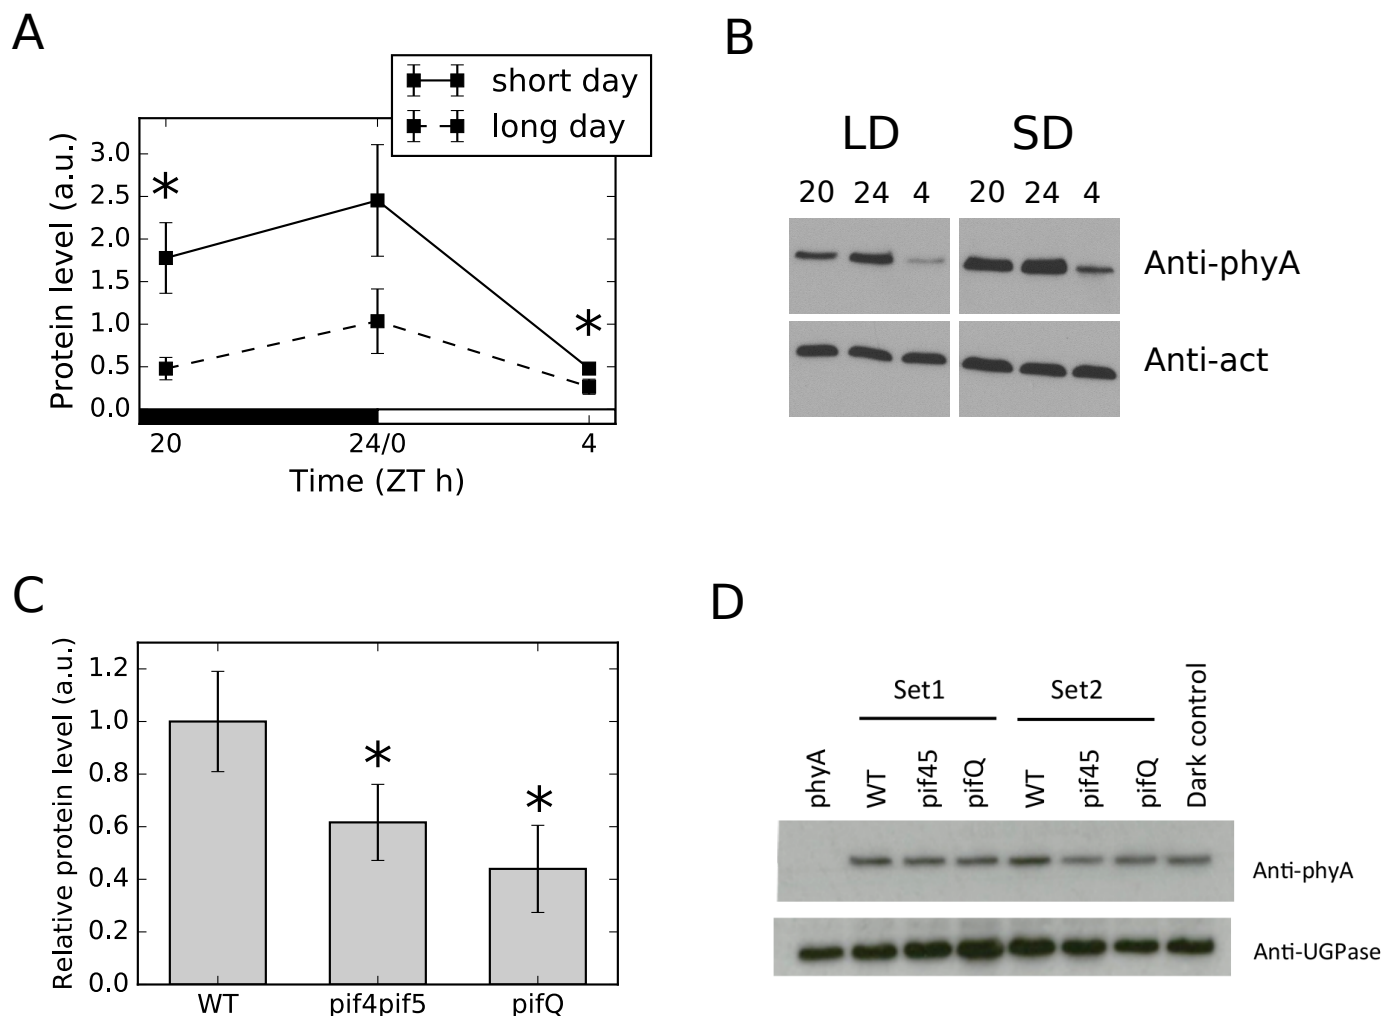 A
short day
long day
Protein level (a.u.)
3.0
2.5
2.0
1.5
1.0
0.5
0.0
*
*
20 24/0 4
Time (ZT h)
B
LD SD
20 24 4 20 24 4
Anti-phyA
Anti-act
C
Relative protein level (a.u.)
1.2
1.0
0.8
0.6
0.4
0.2
0.0
*
*
WT pif4pif5 pifQ
D
Set1 Set2
phyA WT pif45 pifQ WT pif45 pifQ Dark control
Anti-phyA
Anti-UGPase